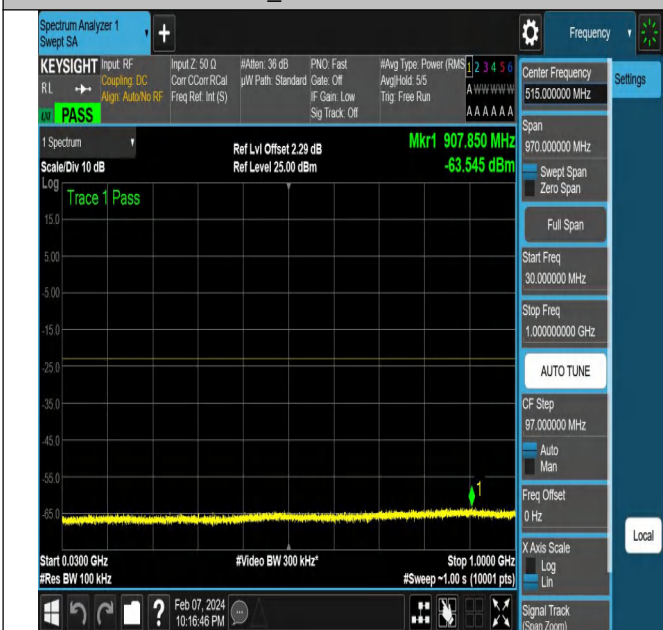 Spectrum Analyzer 1
Swept SA
+
Frequency
KEYSIGHT
RL
LXI
PASS
Input: RF
Coupling: DC
Align: Auto/No RF
Input Z: 50 Ω
Corr CCorr RCal
Freq Ref: Int (S)
#Atten: 36 dB
µW Path: Standard
PNO: Fast
Gate: Off
IF Gain: Low
Sig Track: Off
#Avg Type: Power (RMS
Avg|Hold: 5/5
Trig: Free Run
1 2 3 4 5 6
A W W W W W
A A A A A A
1 Spectrum
Scale/Div 10 dB
Ref Lvl Offset 2.29 dB
Ref Level 25.00 dBm
Mkr1 907.850 MHz
-63.545 dBm
Log
Trace 1 Pass
15.0
5.00
-5.00
-15.0
-25.0
-35.0
-45.0
-55.0
-65.0
1
Start 0.0300 GHz
#Res BW 100 kHz
#Video BW 300 kHz*
Stop 1.0000 GHz
#Sweep ~1.00 s (10001 pts)
Feb 07, 2024
10:16:46 PM
?
Center Frequency
515.000000 MHz
Settings
Span
970.000000 MHz
Swept Span
Zero Span
Full Span
Start Freq
30.000000 MHz
Stop Freq
1.000000000 GHz
AUTO TUNE
CF Step
97.000000 MHz
Auto
Man
Freq Offset
0 Hz
Local
X Axis Scale
Log
Lin
Signal Track
(Span Zoom)